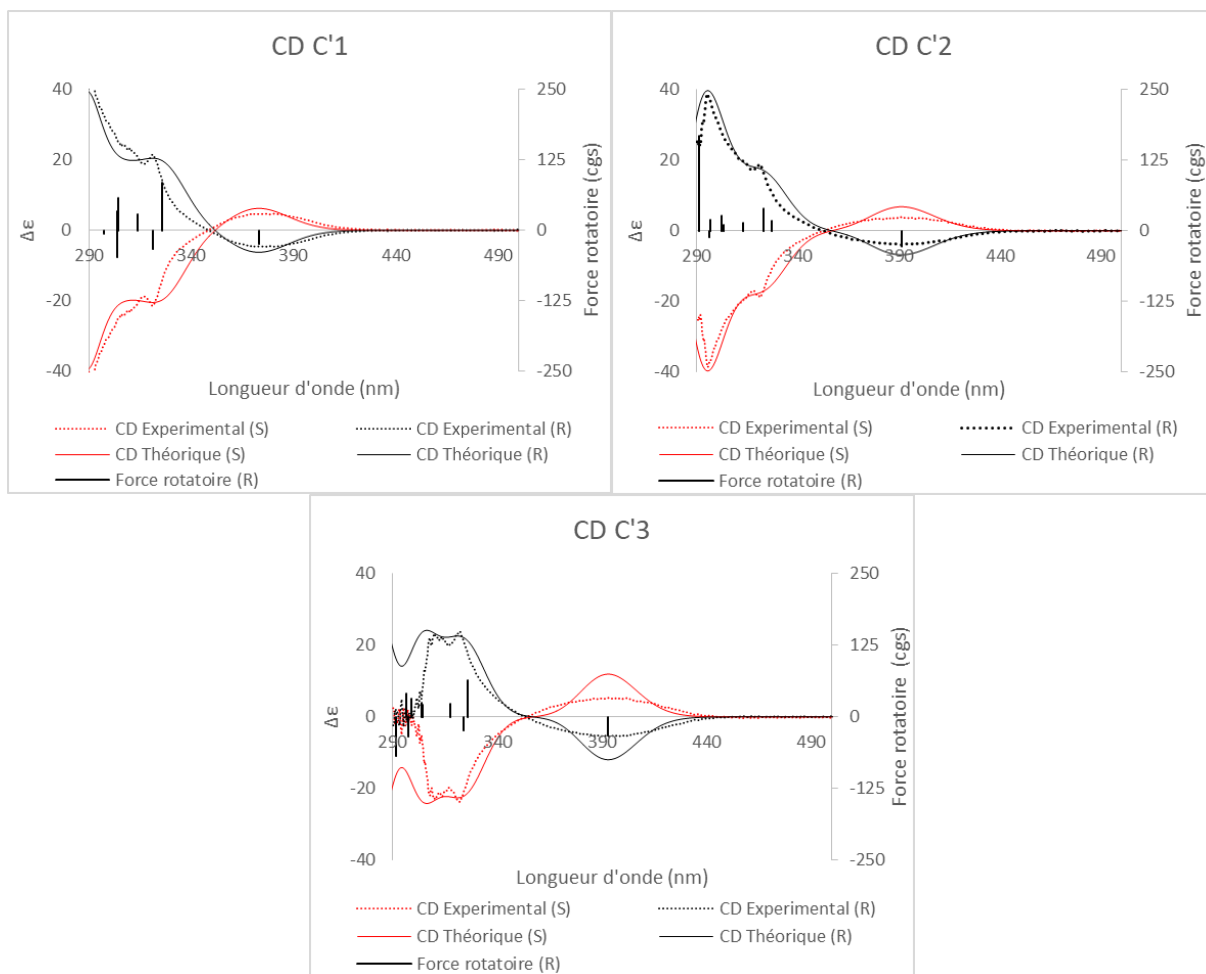 CD C'1
40
20
0
-20
-40
Δε
290
340
390
440
490
250
125
0
-125
-250
Force rotatoire (cgs)
Longueur d'onde (nm)
CD Experimental (S)
CD Experimental (R)
CD Théorique (S)
CD Théorique (R)
Force rotatoire (R)
CD C'2
40
20
0
-20
-40
Δε
290
340
390
440
490
250
125
0
-125
-250
Force rotatoire (cgs)
Longueur d'onde (nm)
CD Experimental (S)
CD Experimental (R)
CD Théorique (S)
CD Théorique (R)
Force rotatoire (R)
CD C'3
40
20
0
-20
-40
Δε
290
340
390
440
490
250
125
0
-125
-250
Force rotatoire (cgs)
Longueur d'onde (nm)
CD Experimental (S)
CD Experimental (R)
CD Théorique (S)
CD Théorique (R)
Force rotatoire (R)